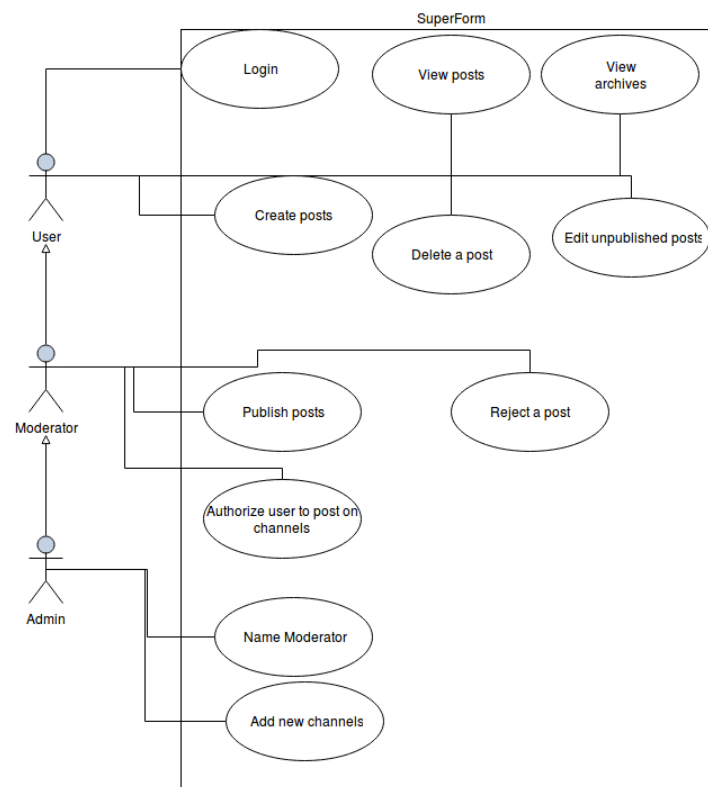 SuperForm
Login
View posts
View
archives
User
Create posts
Delete a post
Edit unpublished posts
Moderator
Publish posts
Reject a post
Authorize user to post on
channels
Admin
Name Moderator
Add new channels